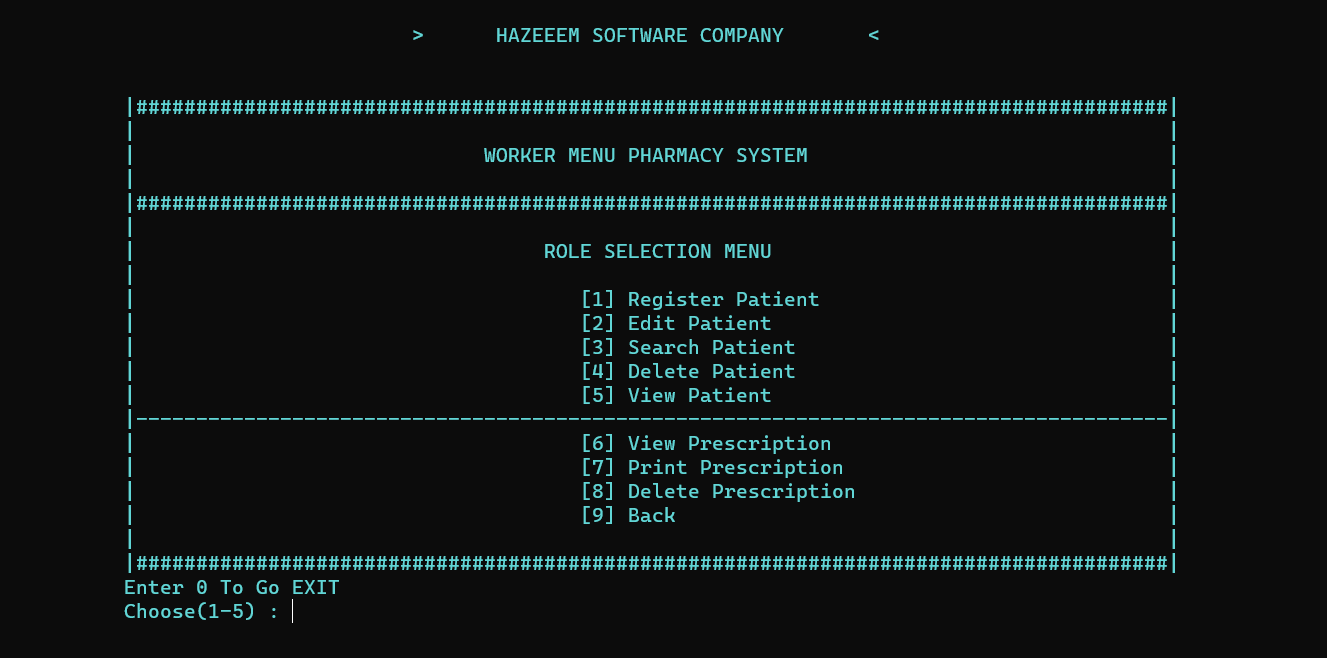 >      HAZEEEM SOFTWARE COMPANY       <
|######################################################################################|
|                                                                                      |
|                             WORKER MENU PHARMACY SYSTEM                              |
|                                                                                      |
|######################################################################################|
|                                                                                      |
|                                  ROLE SELECTION MENU                                 |
|                                                                                      |
|                                     [1] Register Patient                             |
|                                     [2] Edit Patient                                 |
|                                     [3] Search Patient                               |
|                                     [4] Delete Patient                               |
|                                     [5] View Patient                                 |
|--------------------------------------------------------------------------------------|
|                                     [6] View Prescription                            |
|                                     [7] Print Prescription                           |
|                                     [8] Delete Prescription                          |
|                                     [9] Back                                         |
|                                                                                      |
|######################################################################################|
Enter 0 To Go EXIT
Choose(1-5) :